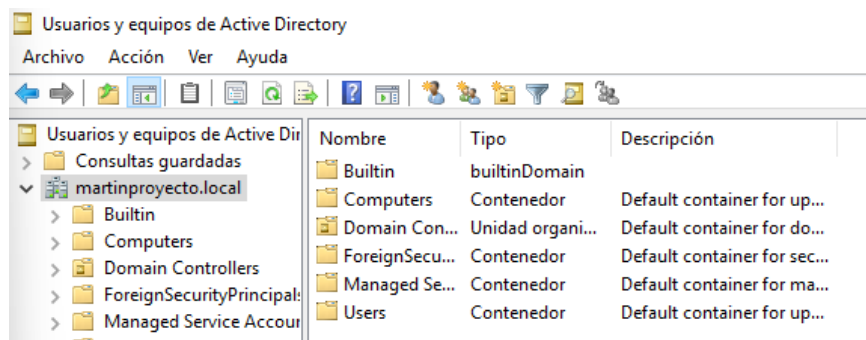 Usuarios y equipos de Active Directory
Archivo Acción Ver Ayuda
Usuarios y equipos de Active Dir
Consultas guardadas
martinproyecto.local
Builtin
Computers
Domain Controllers
ForeignSecurityPrincipals
Managed Service Accour
Nombre Tipo Descripción
Builtin builtinDomain
Computers Contenedor Default container for up...
Domain Con... Unidad organi... Default container for do...
ForeignSecu... Contenedor Default container for sec...
Managed Se... Contenedor Default container for ma...
Users Contenedor Default container for up...